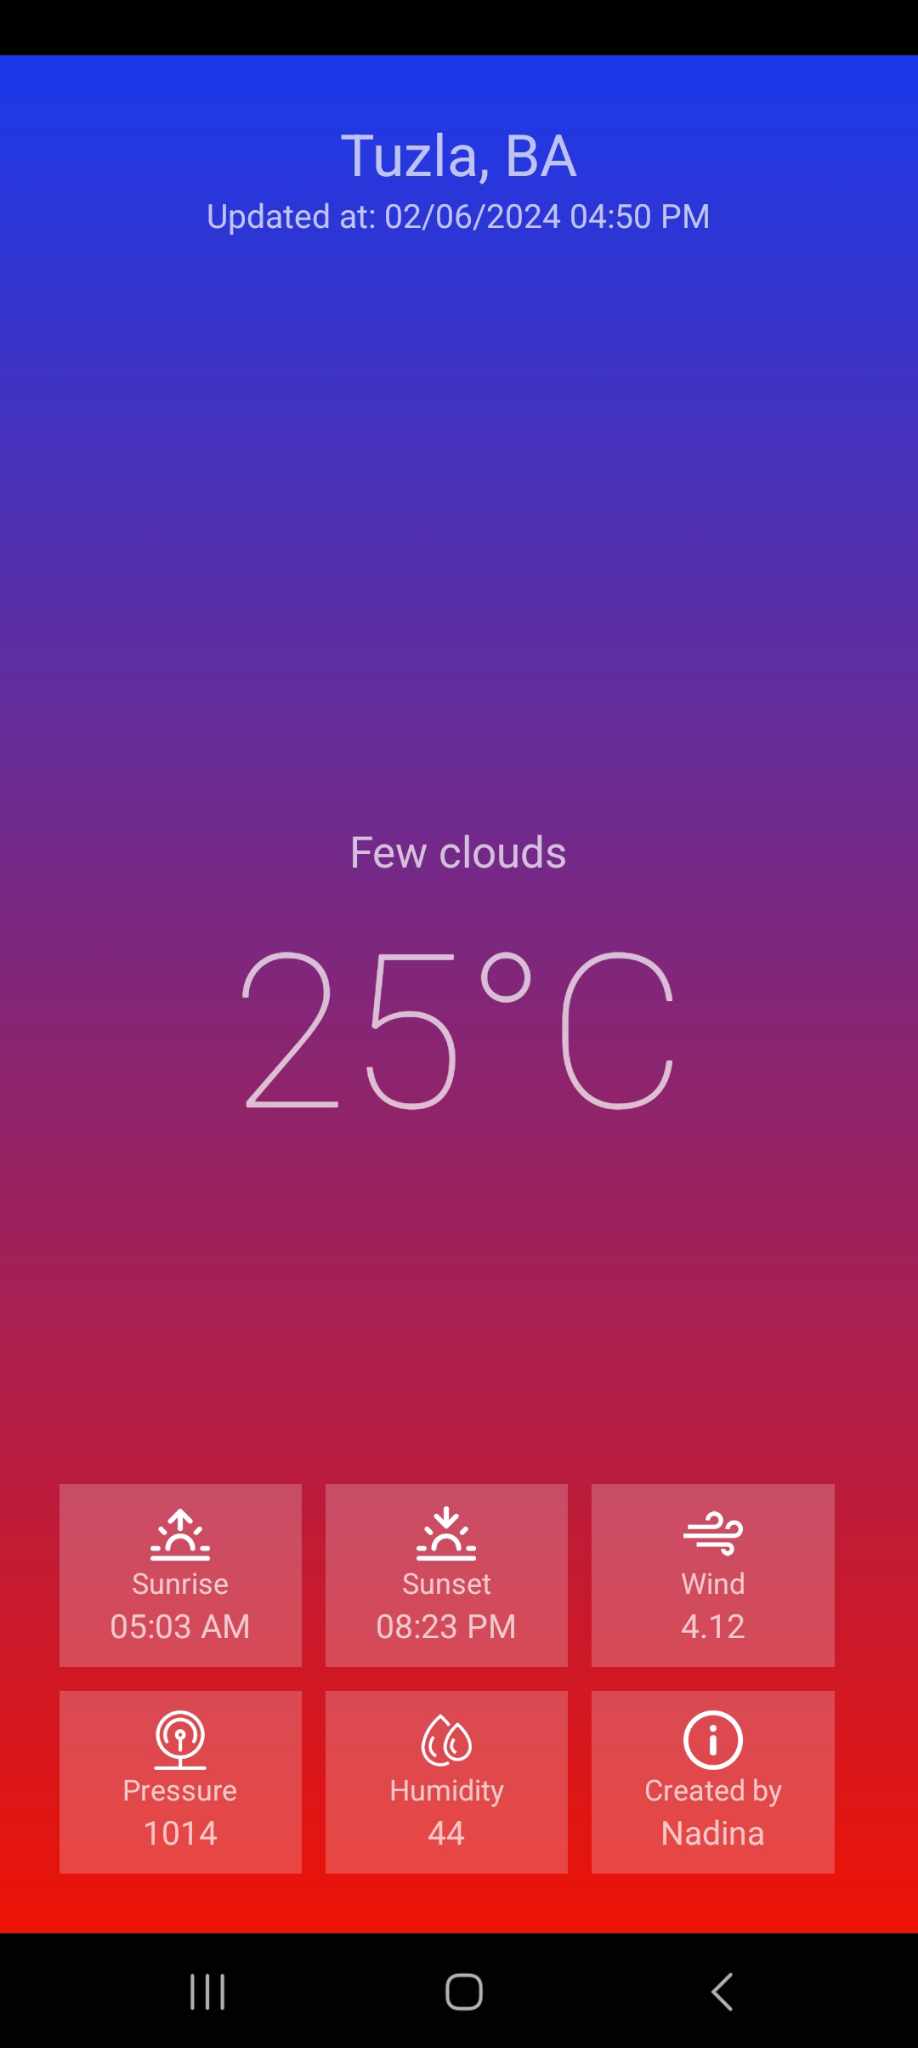 Tuzla, BA
Updated at: 02/06/2024 04:50 PM
Few clouds
25°C
Sunrise
05:03 AM
Sunset
08:23 PM
Wind
4.12
Pressure
1014
Humidity
44
Created by
Nadina